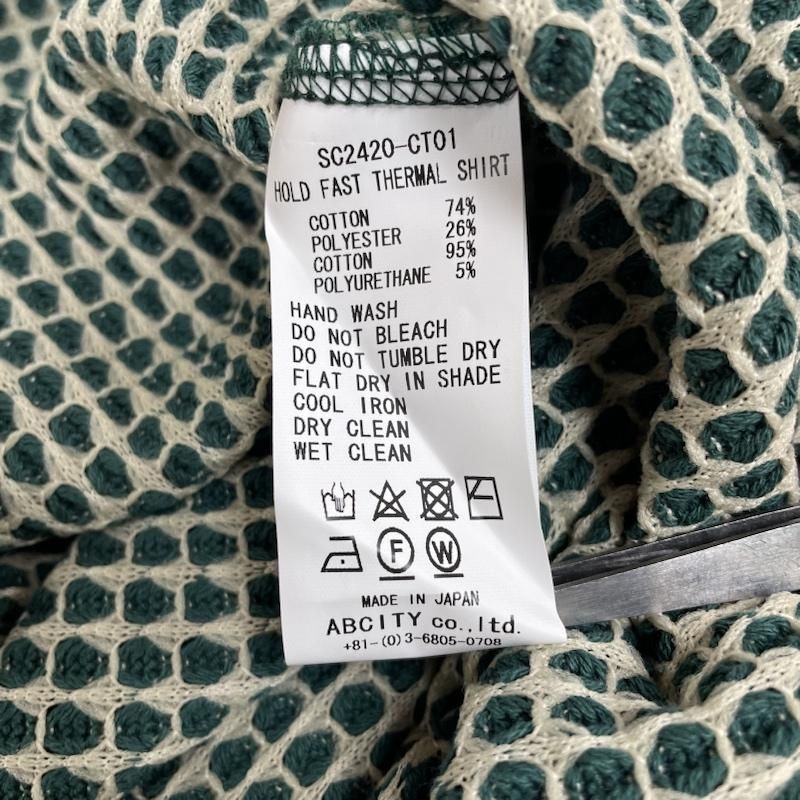 SC2420-CT01
HOLD FAST THERMAL SHIRT
COTTON 74%
POLYESTER 26%
COTTON 95%
POLYURETHANE 5%
HAND WASH
DO NOT BLEACH
DO NOT TUMBLE DRY
FLAT DRY IN SHADE
COOL IRON
DRY CLEAN
WET CLEAN
F W
MADE IN JAPAN
ABCITY co.,ltd.
+81-(0)3-6805-0708